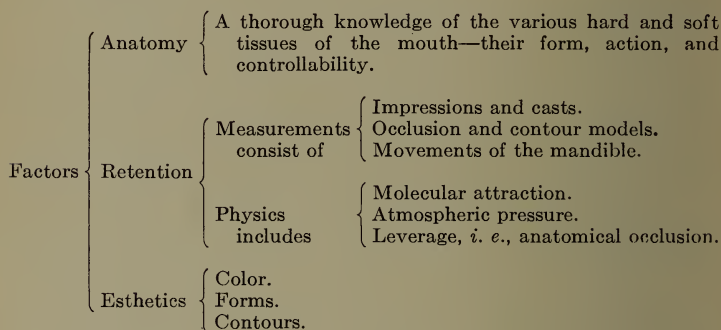 Anatomy A thorough knowledge of the various hard and soft
tissues of the mouth—their form, action, and
controllability.
Factors
Retention
Measurements consist of
Impressions and casts.
Occlusion and contour models.
Movements of the mandible.
Physics includes
Molecular attraction.
Atmospheric pressure.
Leverage, i. e., anatomical occlusion.
Esthetics
Color.
Forms.
Contours.